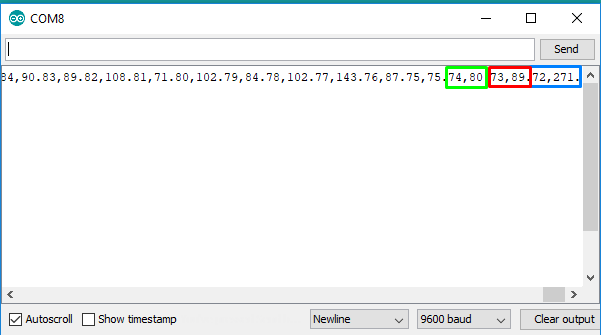 COM8
Send
84,90.83,89.82,108.81,71.80,102.79,84.78,102.77,143.76,87.75,75.74,80.73,89.72,271.
Autoscroll
Show timestamp
Newline
9600 baud
Clear output